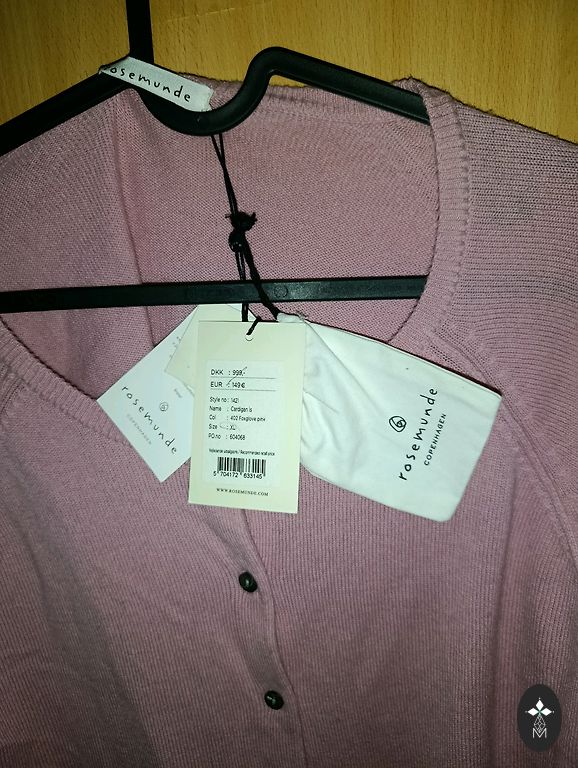 rosemunde
rosemunde
COPENHAGEN
DKK : 999,-
EUR : 149 €
Style no : 1421
Name : Cardigan ls
Col : 402 Foxglove pink
Size : XL
PO.no : 604068
Vejledende udsalgspris / Recommended retail price
5 704172 633145
WWW.ROSEMUNDE.COM
rosemunde
COPENHAGEN
M